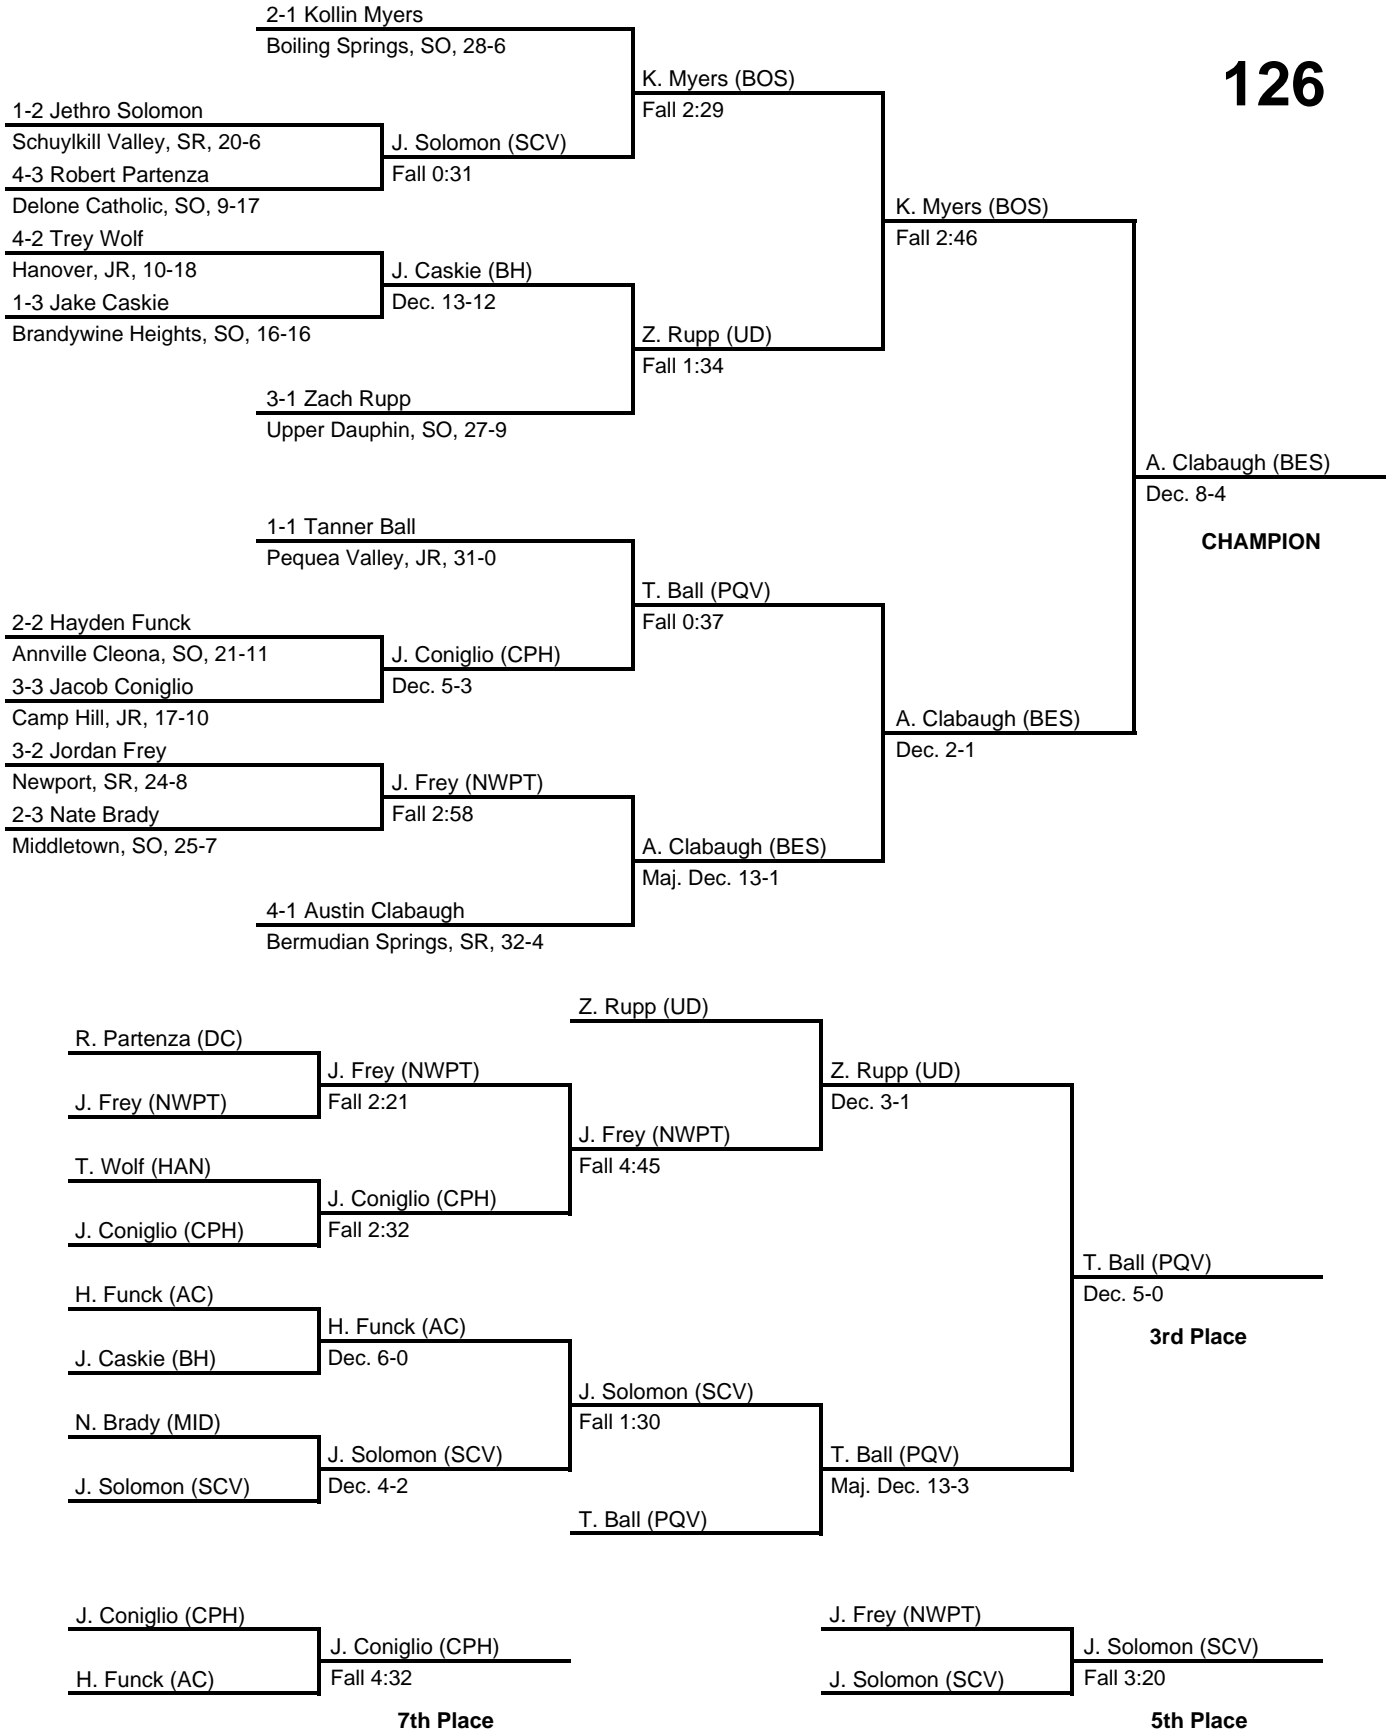 2-1 Kollin Myers
Boiling Springs, SO, 28-6
126
K. Myers (BOS)
Fall 2:29
1-2 Jethro Solomon
Schuylkill Valley, SR, 20-6
J. Solomon (SCV)
Fall 0:31
4-3 Robert Partenza
Delone Catholic, SO, 9-17
K. Myers (BOS)
Fall 2:46
4-2 Trey Wolf
Hanover, JR, 10-18
J. Caskie (BH)
Dec. 13-12
1-3 Jake Caskie
Brandywine Heights, SO, 16-16
Z. Rupp (UD)
Fall 1:34
3-1 Zach Rupp
Upper Dauphin, SO, 27-9
A. Clabaugh (BES)
Dec. 8-4
CHAMPION
1-1 Tanner Ball
Pequea Valley, JR, 31-0
T. Ball (PQV)
Fall 0:37
2-2 Hayden Funck
Annville Cleona, SO, 21-11
J. Coniglio (CPH)
Dec. 5-3
3-3 Jacob Coniglio
Camp Hill, JR, 17-10
A. Clabaugh (BES)
Dec. 2-1
3-2 Jordan Frey
Newport, SR, 24-8
J. Frey (NWPT)
Fall 2:58
2-3 Nate Brady
Middletown, SO, 25-7
A. Clabaugh (BES)
Maj. Dec. 13-1
4-1 Austin Clabaugh
Bermudian Springs, SR, 32-4
Z. Rupp (UD)
R. Partenza (DC)
J. Frey (NWPT)
Fall 2:21
J. Frey (NWPT)
Z. Rupp (UD)
Dec. 3-1
J. Frey (NWPT)
Fall 4:45
T. Wolf (HAN)
J. Coniglio (CPH)
Fall 2:32
J. Coniglio (CPH)
T. Ball (PQV)
Dec. 5-0
3rd Place
H. Funck (AC)
H. Funck (AC)
Dec. 6-0
J. Caskie (BH)
J. Solomon (SCV)
Fall 1:30
N. Brady (MID)
J. Solomon (SCV)
Dec. 4-2
J. Solomon (SCV)
T. Ball (PQV)
Maj. Dec. 13-3
T. Ball (PQV)
J. Coniglio (CPH)
J. Coniglio (CPH)
Fall 4:32
H. Funck (AC)
7th Place
J. Frey (NWPT)
J. Solomon (SCV)
Fall 3:20
J. Solomon (SCV)
5th Place